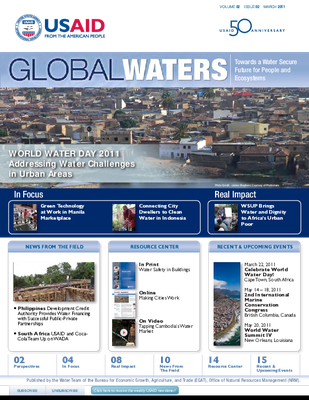 VOLUME 02 ISSUE 02 MARCH 2011
USAID
FROM THE AMERICAN PEOPLE
USAID 50 ANNIVERSARY
GLOBALWATERS
Towards a Water Secure
Future for People and
Ecosystems
WORLD WATER DAY 2011
Addressing Water Challenges
in Urban Areas
In Focus
Real Impact
Green Technology
at Work in Manila
Marketplace
Connecting City
Dwellers to Clean
Water in Indonesia
WSUP Brings
Water and Dignity
to Africa's Urban
Poor
NEWS FROM THE FIELD
• Philippines Development Credit
Authority Provides Water Financing
with Successful Public-Private
Partnerships
• South Africa USAID and Coca-
Cola Team Up on WADA
RESOURCE CENTER
In Print
Water Safety in Buildings
Online
Making Cities Work
On Video
Tapping Cambodia's Water
Market
RECENT & UPCOMING EVENTS
March 22, 2011
Celebrate World
Water Day!
Cape Town, South Africa
May 14 – 18, 2011
2nd International
Marine
Conservation
Congress
British Columbia, Canada
May 20, 2011
World Water
Summit IV
New Orleans, Louisiana
02
Perspectives
04
In Focus
08
Real Impact
10
News From
The Field
14
Resource Center
15
Recent &
Upcoming Events
Published by the Water Team of the Bureau for Economic Growth, Agriculture, and Trade (EGAT), Office of Natural Resources Management (NRM).
SUBSCRIBE
UNSUBSCRIBE